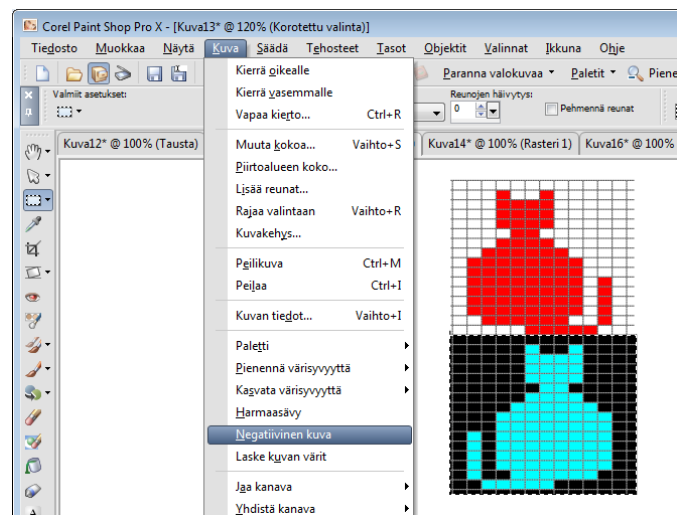 Corel Paint Shop Pro X - [Kuva13* @ 120% (Korotettu valinta)]
Tiedosto Muokkaa Näytä Kuva Säädä Tehosteet Tasot Objektit Valinnat Ikkuna Ohje
Paranna valokuvaa Paletit Piene
Valmiit asetukset:
Reunojen häivytys:
0 Pehmennä reunat
Kuva12* @ 100% (Tausta) Kuva14* @ 100% (Rasteri 1) Kuva16* @ 100%
Kierrä oikealle
Kierrä vasemmalle
Vapaa kierto... Ctrl+R
Muuta kokoa... Vaihto+S
Piirtoalueen koko...
Lisää reunat...
Rajaa valintaan Vaihto+R
Kuvakehys...
Peilikuva Ctrl+M
Peilaa Ctrl+I
Kuvan tiedot... Vaihto+I
Paletti
Pienennä värisyvyyttä
Kasvata värisyvyyttä
Harmaasävy
Negatiivinen kuva
Laske kuvan värit
Jaa kanava
Yhdistä kanava